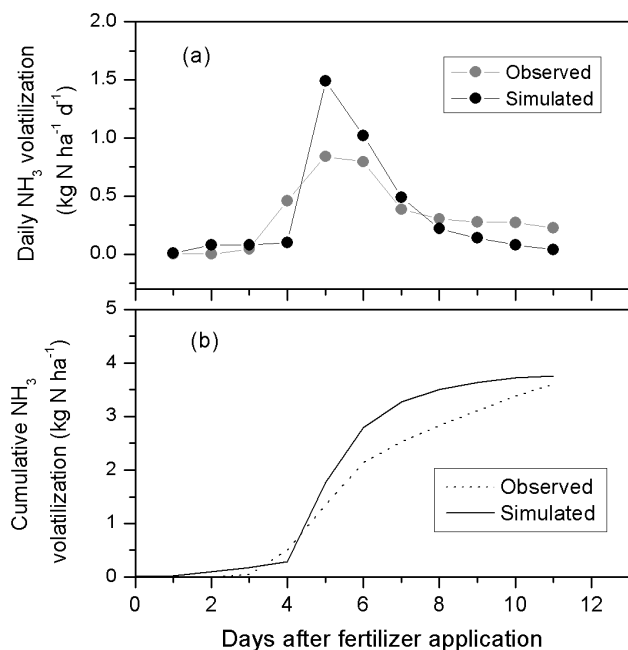 2.0
1.5
1.0
0.5
0.0
Daily NH₃ volatilization
(kg N ha⁻¹ d⁻¹)
(a)
Observed
Simulated
5
4
3
2
1
0
Cumulative NH₃
volatilization (kg N ha⁻¹)
(b)
Observed
Simulated
0 2 4 6 8 10 12
Days after fertilizer application